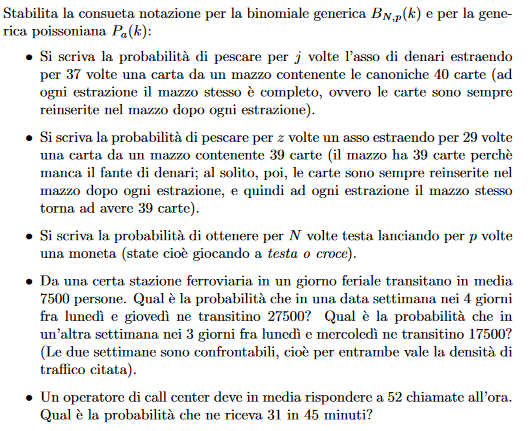 Stabilita la consueta notazione per la binomiale generica B_{N,p}(k) e per la gene-
rica poissoniana P_a(k):
• Si scriva la probabilità di pescare per j volte l'asso di denari estraendo
per 37 volte una carta da un mazzo contenente le canoniche 40 carte (ad
ogni estrazione il mazzo stesso è completo, ovvero le carte sono sempre
reinserite nel mazzo dopo ogni estrazione).
• Si scriva la probabilità di pescare per z volte un asso estraendo per 29 volte
una carta da un mazzo contenente 39 carte (il mazzo ha 39 carte perchè
manca il fante di denari; al solito, poi, le carte sono sempre reinserite nel
mazzo dopo ogni estrazione, e quindi ad ogni estrazione il mazzo stesso
torna ad avere 39 carte).
• Si scriva la probabilità di ottenere per N volte testa lanciando per p volte
una moneta (state cioè giocando a testa o croce).
• Da una certa stazione ferroviaria in un giorno feriale transitano in media
7500 persone. Qual è la probabilità che in una data settimana nei 4 giorni
fra lunedì e giovedì ne transitino 27500? Qual è la probabilità che in
un'altra settimana nei 3 giorni fra lunedì e mercoledì ne transitino 17500?
(Le due settimane sono confrontabili, cioè per entrambe vale la densità di
traffico citata).
• Un operatore di call center deve in media rispondere a 52 chiamate all'ora.
Qual è la probabilità che ne riceva 31 in 45 minuti?